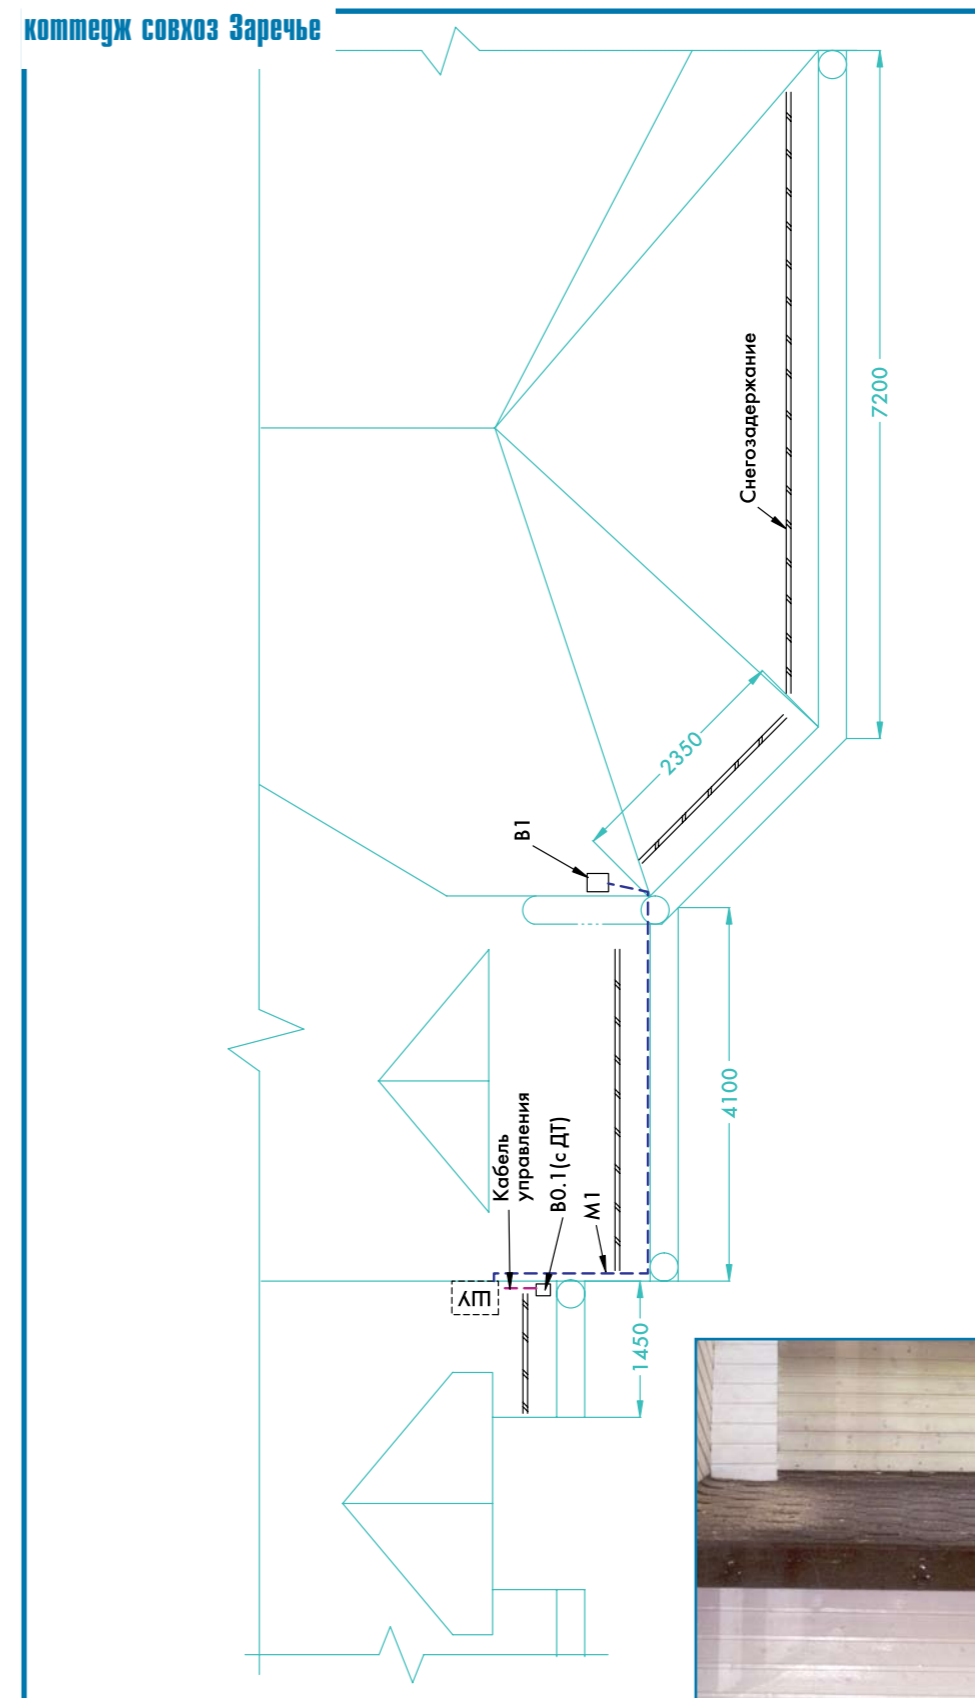 коттедж совхоз Заречье
Снегозадержание
7200
2350
В1
4100
Кабель
управления
В0.1(с ДТ)
М1
ШУ
1450